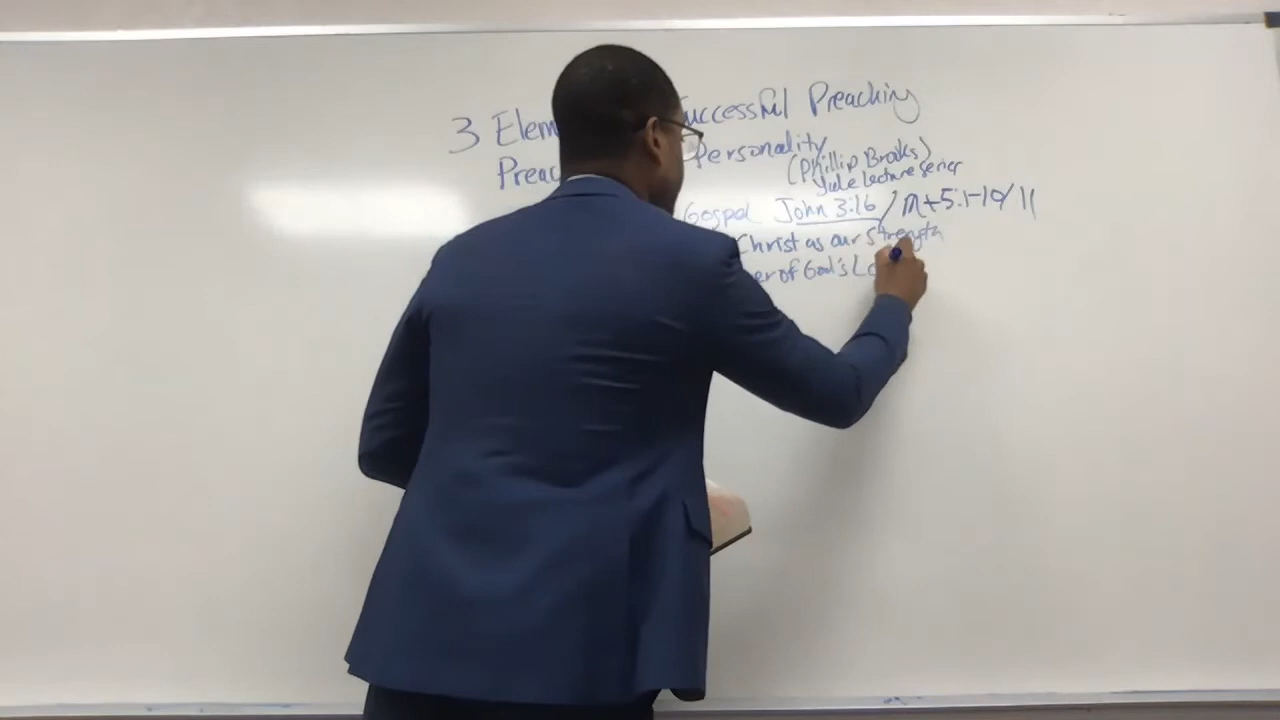 3 Elem uccessful Preaching
Preac Personality
(Phillip Brooks)
Yale Lecture Series
Gospel John 3:16 / Mt 5:1-10/11
Christ as our Strength
er of God's Lo